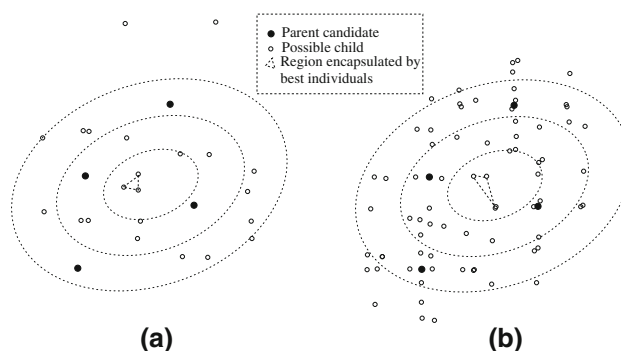 Parent candidate
Possible child
Region encapsulated by
best individuals
(a)
(b)